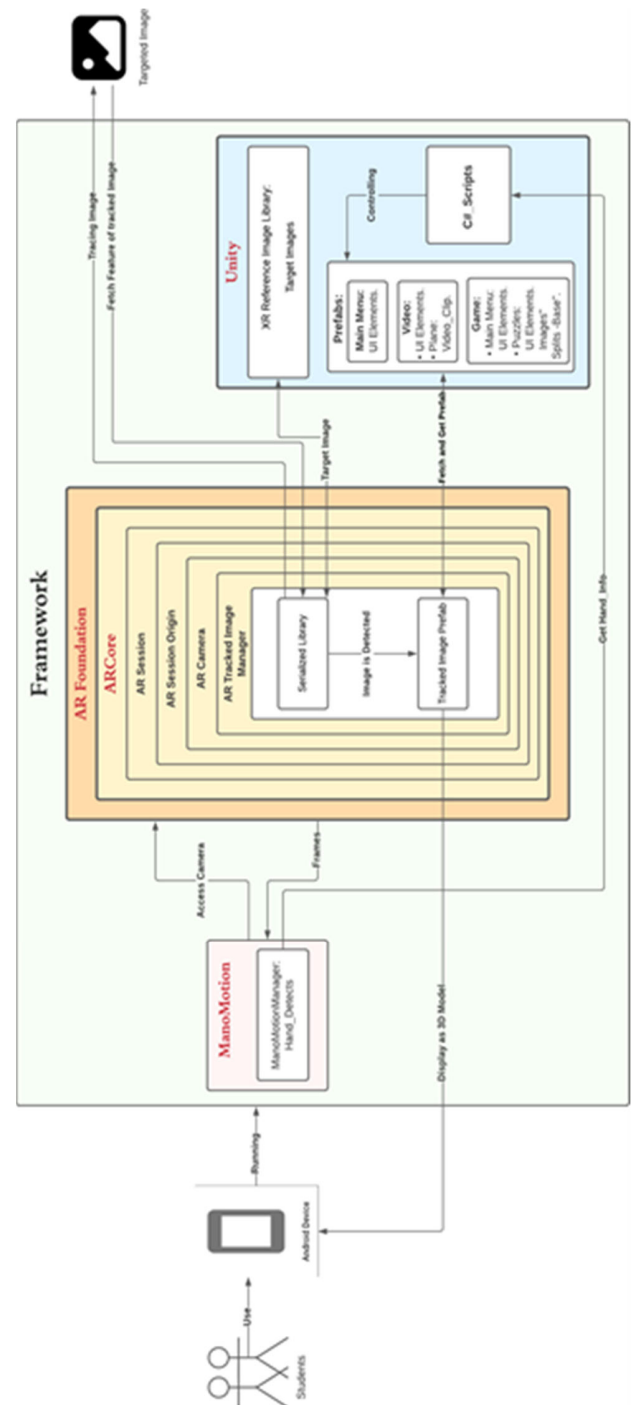 Framework
Students
Use
Android Device
Running
ManoMotion
ManoMotionManager:
Hand_Detects
Access Camera
Frames
AR Foundation
ARCore
AR Session
AR Session Origin
AR Camera
AR Tracked Image
Manager
Serialized Library
Image is Detected
Tracked Image Prefab
Display as 3D Model
Get Hand_Info
Target Image
Fetch and Get Prefab
Unity
XR Reference Image Library:
Target Images
Prefabs:
Main Menu:
UI Elements.
Video:
• UI Elements.
• Plane:
Video_Clip.
Game:
• Main Menu:
UI Elements.
• Puzzles:
UI Elements.
Images"
Splits -Base".
Controlling
C#_Scripts
Tracing Image
Fetch Feature of tracked Image
Targeted Image